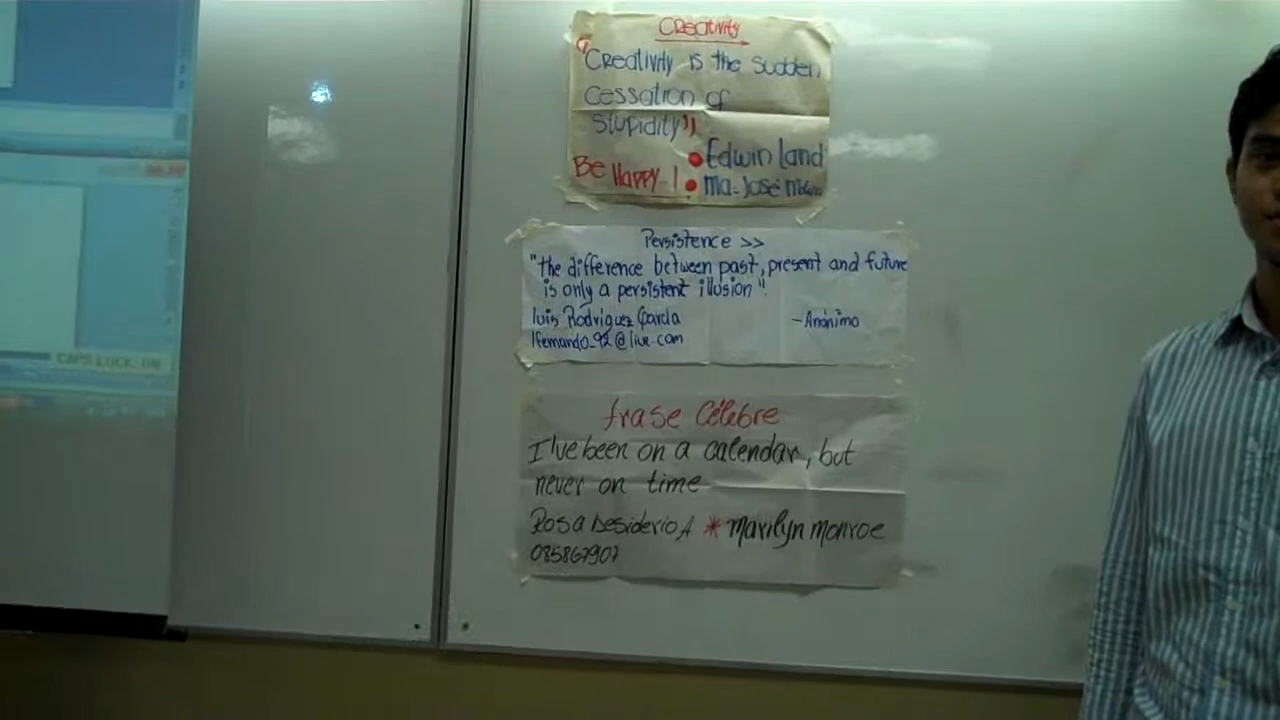 Creativity
"Creativity is the sudden
cessation of
stupidity"
• Edwin Land
Be Happy!
• Ma. José
Persistence >>
"the difference between past, present and future
is only a persistent illusion".
luis Rodriguez Garcia
-Anónimo
lfernando_92@live.com
frase Célebre
I've been on a calendar, but
never on time
Rosa Desiderio A * marilyn monroe
085867907
CAPS LOCK: ON